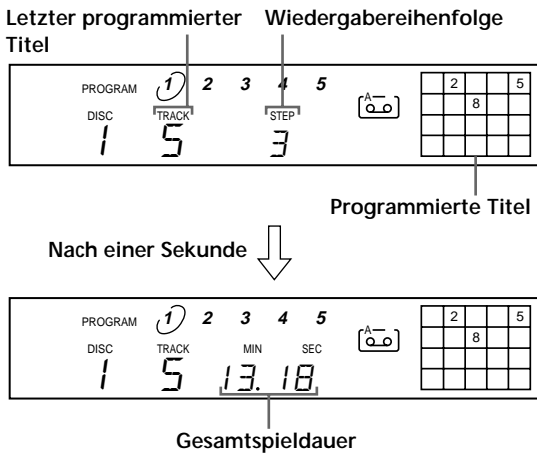 Letzter programmierter Titel
Wiedergabereihenfolge
PROGRAM 1 2 3 4 5
DISC TRACK STEP
1 5 3
A
2 5
8
Programmierte Titel
Nach einer Sekunde
PROGRAM 1 2 3 4 5
DISC TRACK MIN SEC
1 5 13. 18
A
2 5
8
Gesamtspieldauer